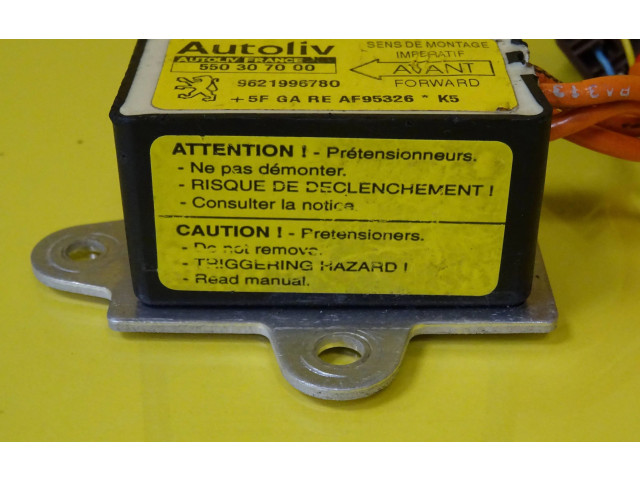 Autoliv
AUTOLIV FRANCE
550 30 70 00
9621996780
SENS DE MONTAGE
IMPERATIF
AVANT
FORWARD
+ 5F GA RE AF95326 * K5
ATTENTION ! - Prétensionneurs.
- Ne pas démonter.
- RISQUE DE DECLENCHEMENT !
- Consulter la notice.
CAUTION ! - Pretensioners.
- Do not remove.
- TRIGGERING HAZARD !
- Read manual.